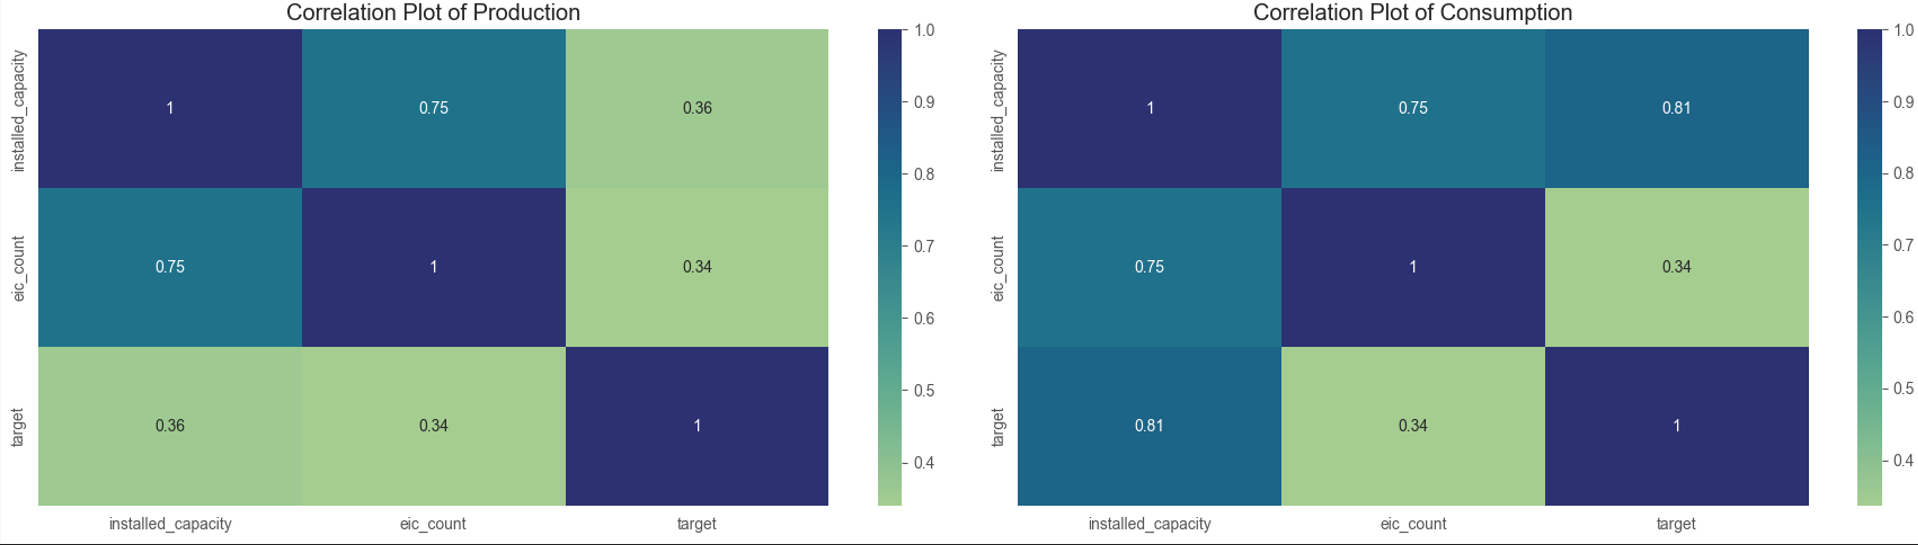 Correlation Plot of Production
installed_capacity
eic_count
target
1 0.75 0.36
0.75 1 0.34
0.36 0.34 1
installed_capacity eic_count target
1.0
0.9
0.8
0.7
0.6
0.5
0.4
Correlation Plot of Consumption
installed_capacity
eic_count
target
1 0.75 0.81
0.75 1 0.34
0.81 0.34 1
installed_capacity eic_count target
1.0
0.9
0.8
0.7
0.6
0.5
0.4